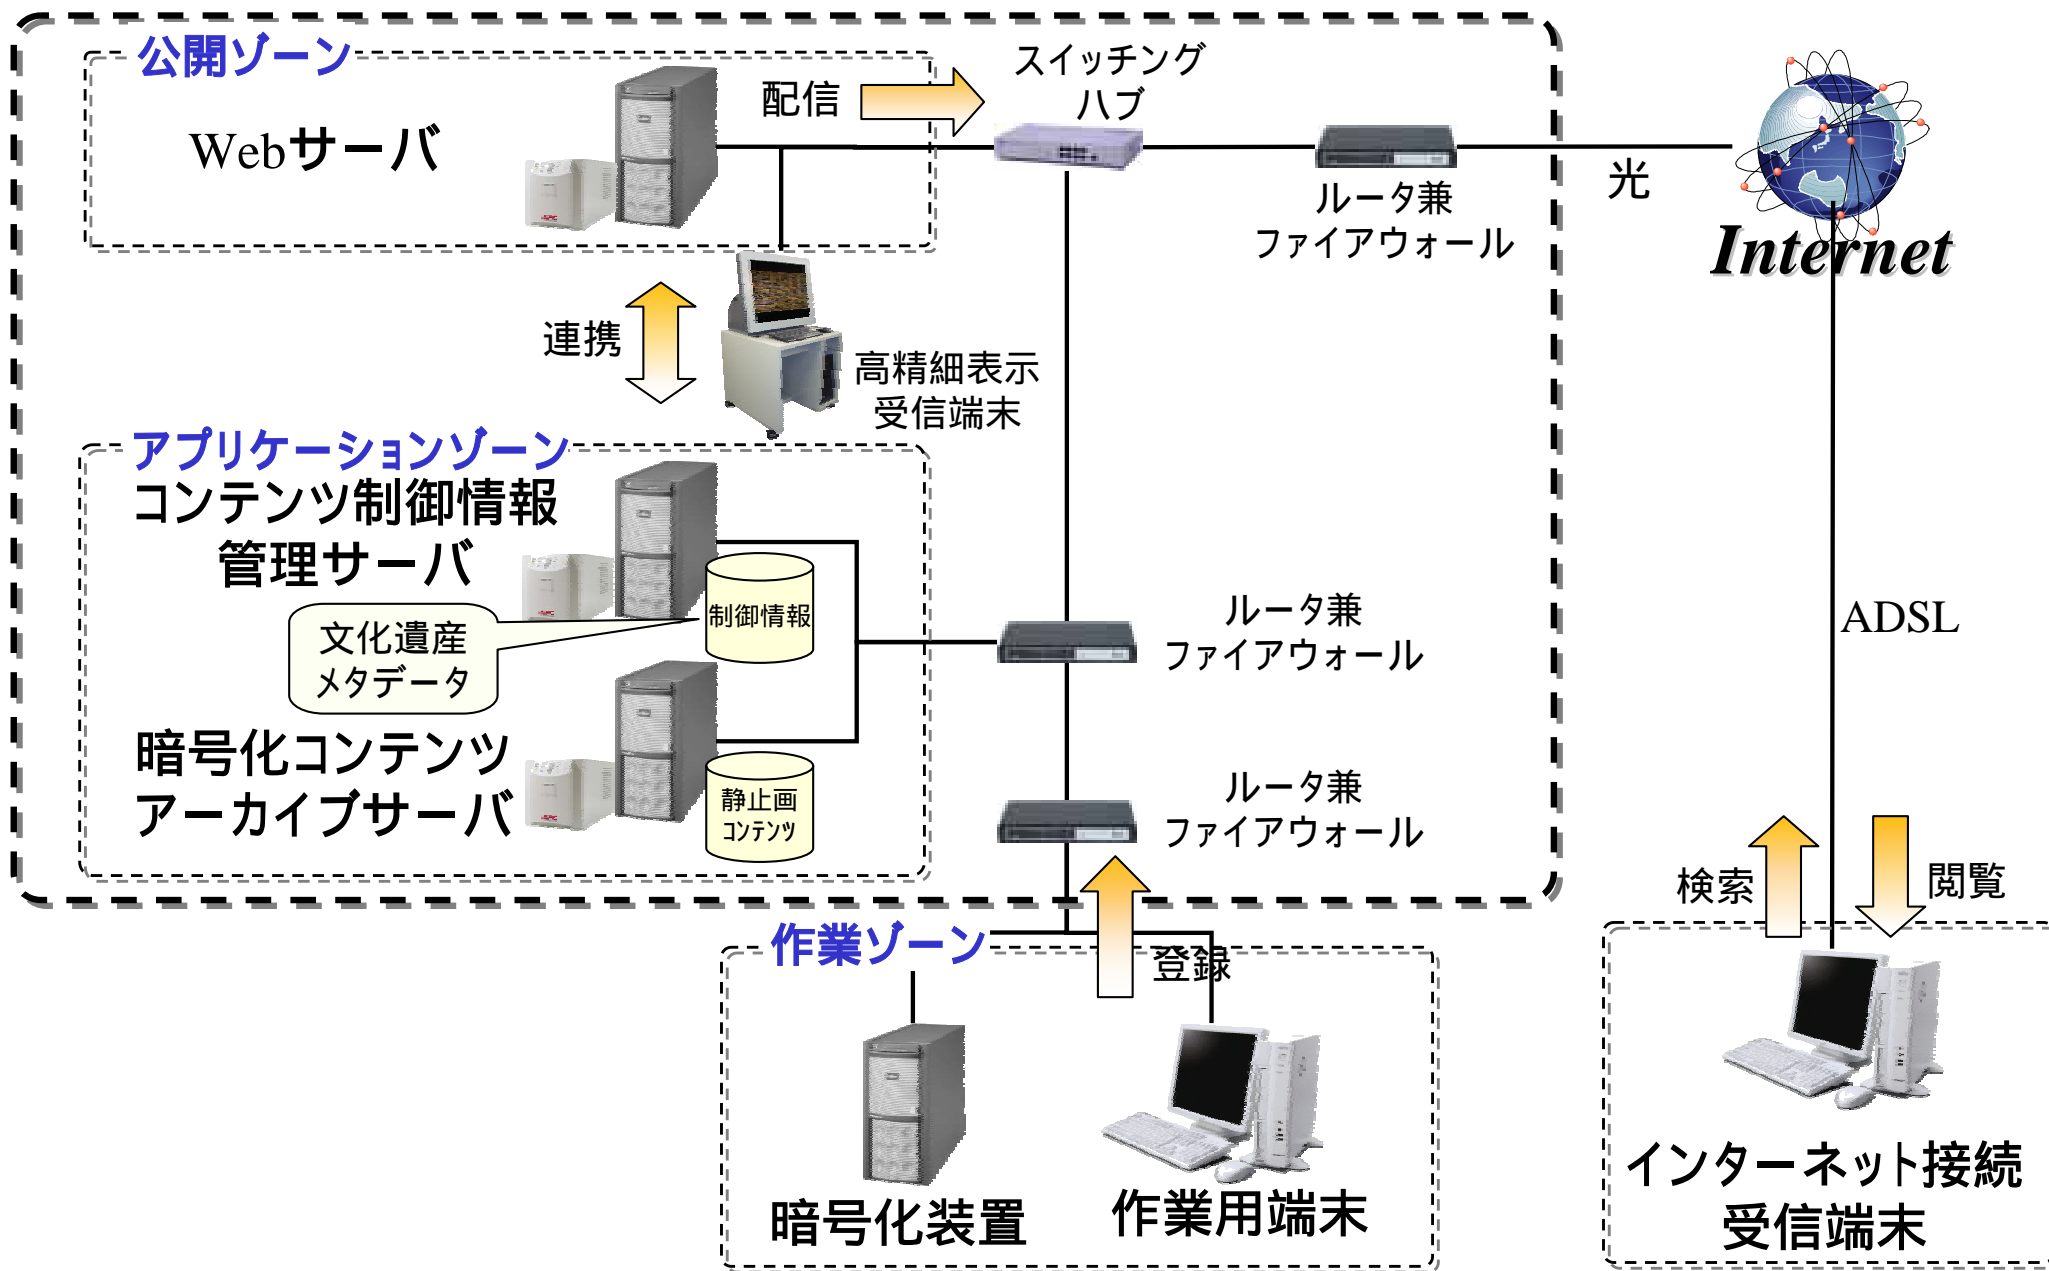 公開ゾーン
Webサーバ
配信
スイッチング
ハブ
ルータ兼
ファイアウォール
光
Internet
連携
高精細表示
受信端末
アプリケーションゾーン
コンテンツ制御情報
管理サーバ
制御情報
文化遺産
メタデータ
ルータ兼
ファイアウォール
ADSL
暗号化コンテンツ
アーカイブサーバ
静止画
コンテンツ
ルータ兼
ファイアウォール
検索
閲覧
作業ゾーン
登録
暗号化装置
作業用端末
インターネット接続
受信端末